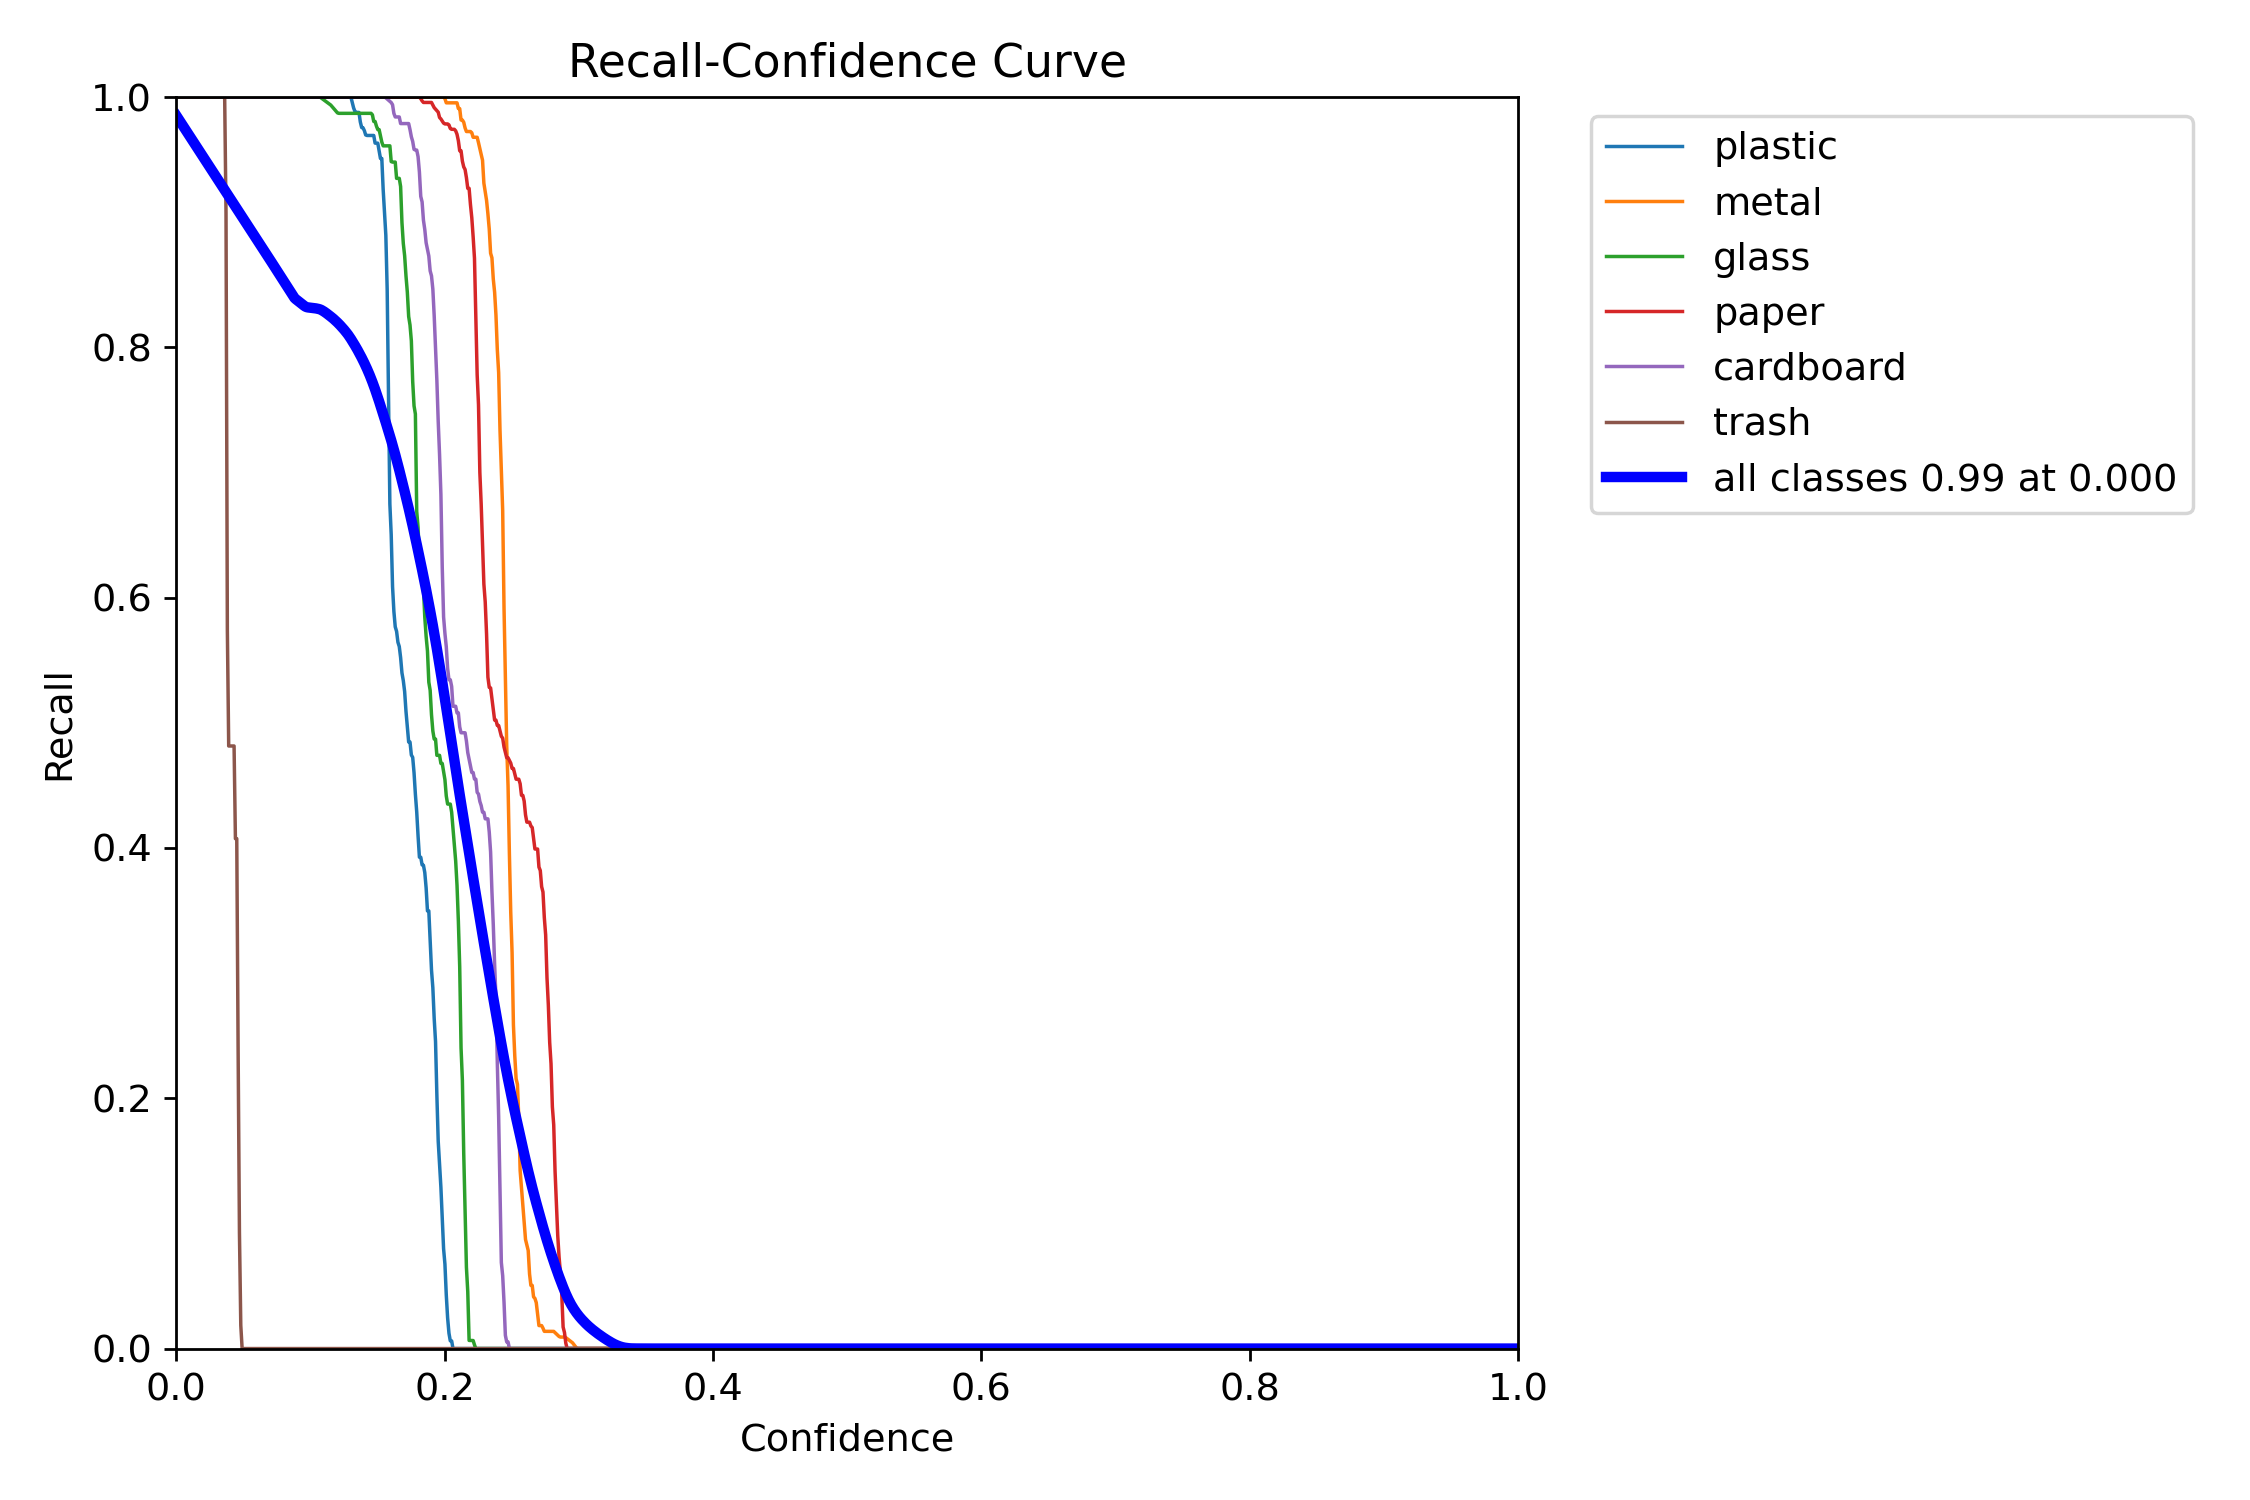 Recall-Confidence Curve
1.0
0.8
0.6
0.4
0.2
0.0
Recall
0.0 0.2 0.4 0.6 0.8 1.0
Confidence
plastic
metal
glass
paper
cardboard
trash
all classes 0.99 at 0.000